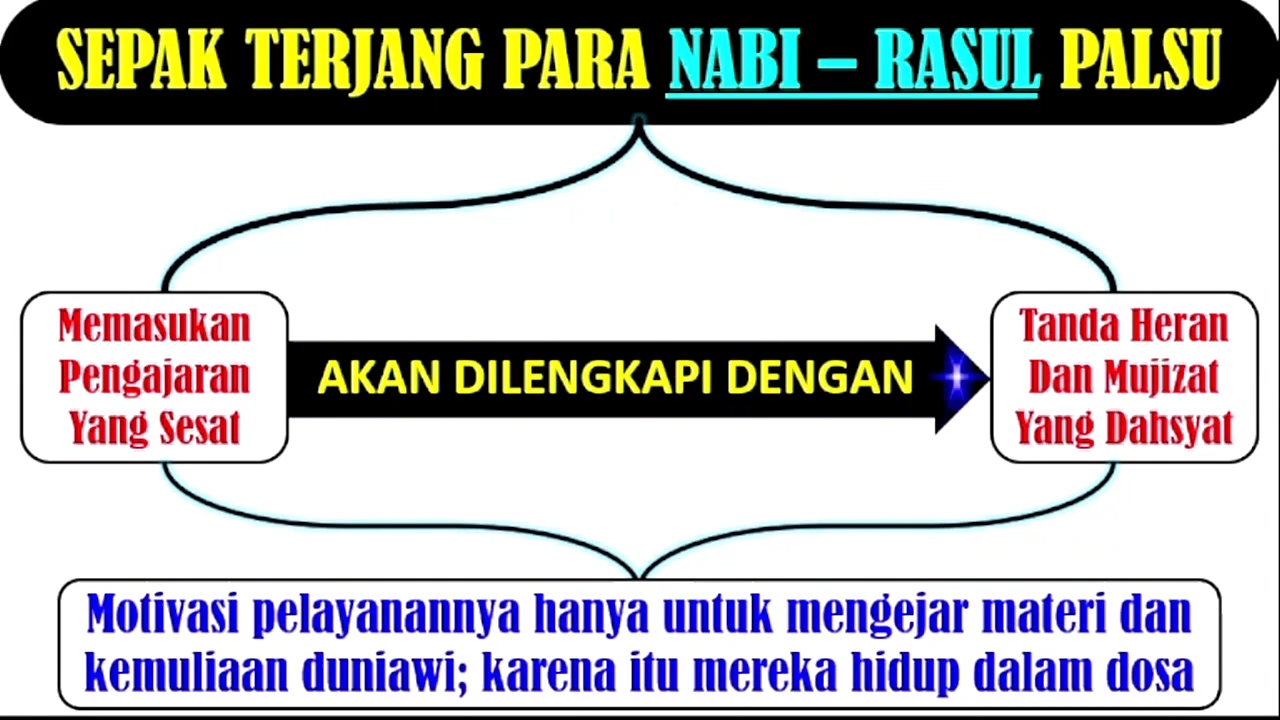 SEPAK TERJANG PARA NABI – RASUL PALSU
Memasukan
Pengajaran
Yang Sesat
AKAN DILENGKAPI DENGAN
Tanda Heran
Dan Mujizat
Yang Dahsyat
Motivasi pelayanannya hanya untuk mengejar materi dan
kemuliaan duniawi; karena itu mereka hidup dalam dosa